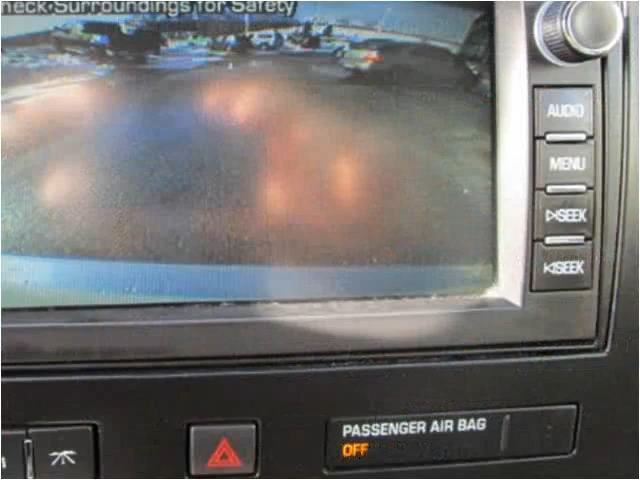 heck Surroundings for Safety
AUDIO
MENU
SEEK
SEEK
PASSENGER AIR BAG
OFF